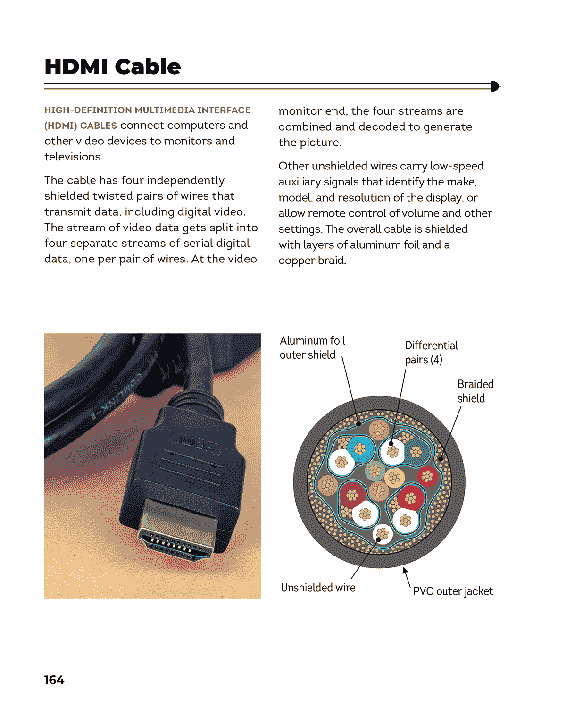 HDMI Cable
HIGH-DEFINITION MULTIMEDIA INTERFACE
(HDMI) CABLES connect computers and
other video devices to monitors and
televisions.
The cable has four independently
shielded twisted pairs of wires that
transmit data, including digital video.
The stream of video data gets split into
four separate streams of serial digital
data, one per pair of wires. At the video
monitor end, the four streams are
combined and decoded to generate
the picture.
Other unshielded wires carry low-speed
auxiliary signals that identify the make,
model, and resolution of the display, or
allow remote control of volume and other
settings. The overall cable is shielded
with layers of aluminum foil and a
copper braid.
Aluminum foil
outer shield
Differential
pairs (4)
Braided
shield
Unshielded wire
PVC outer jacket
164